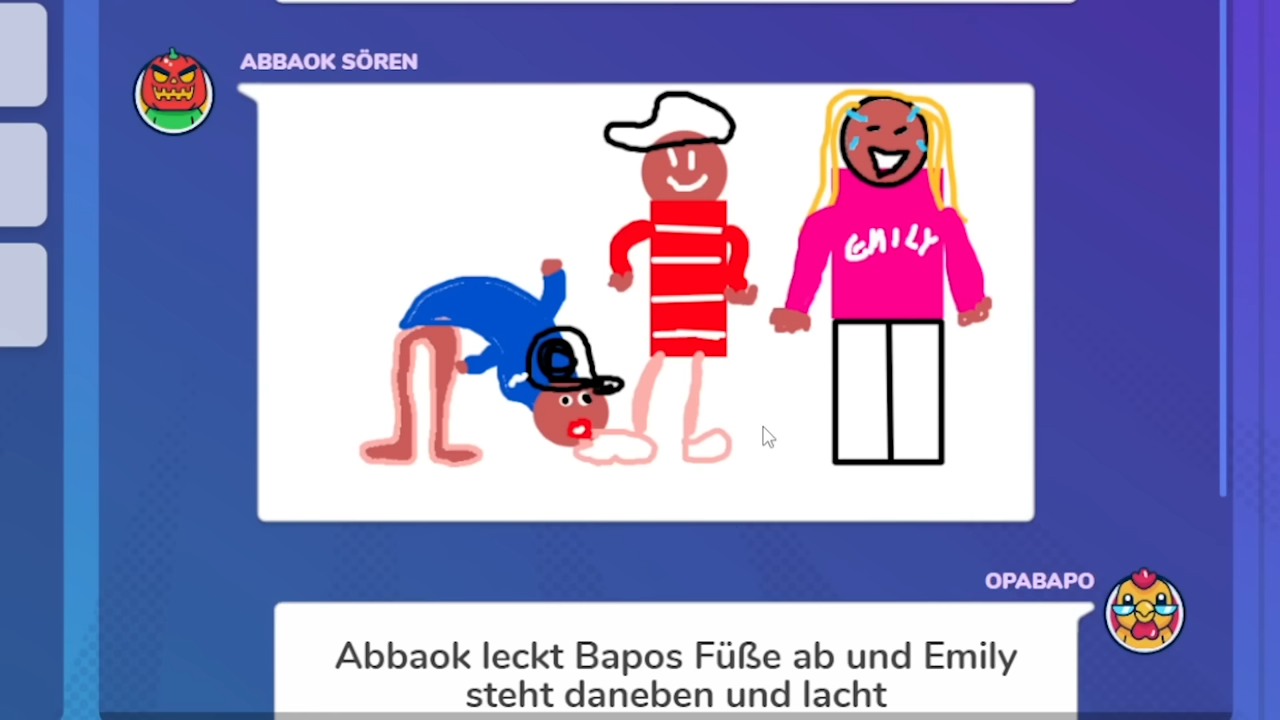 ABBAOK SÖREN
EMILY
OPABAPO
Abbaok leckt Bapos Füße ab und Emily
steht daneben und lacht